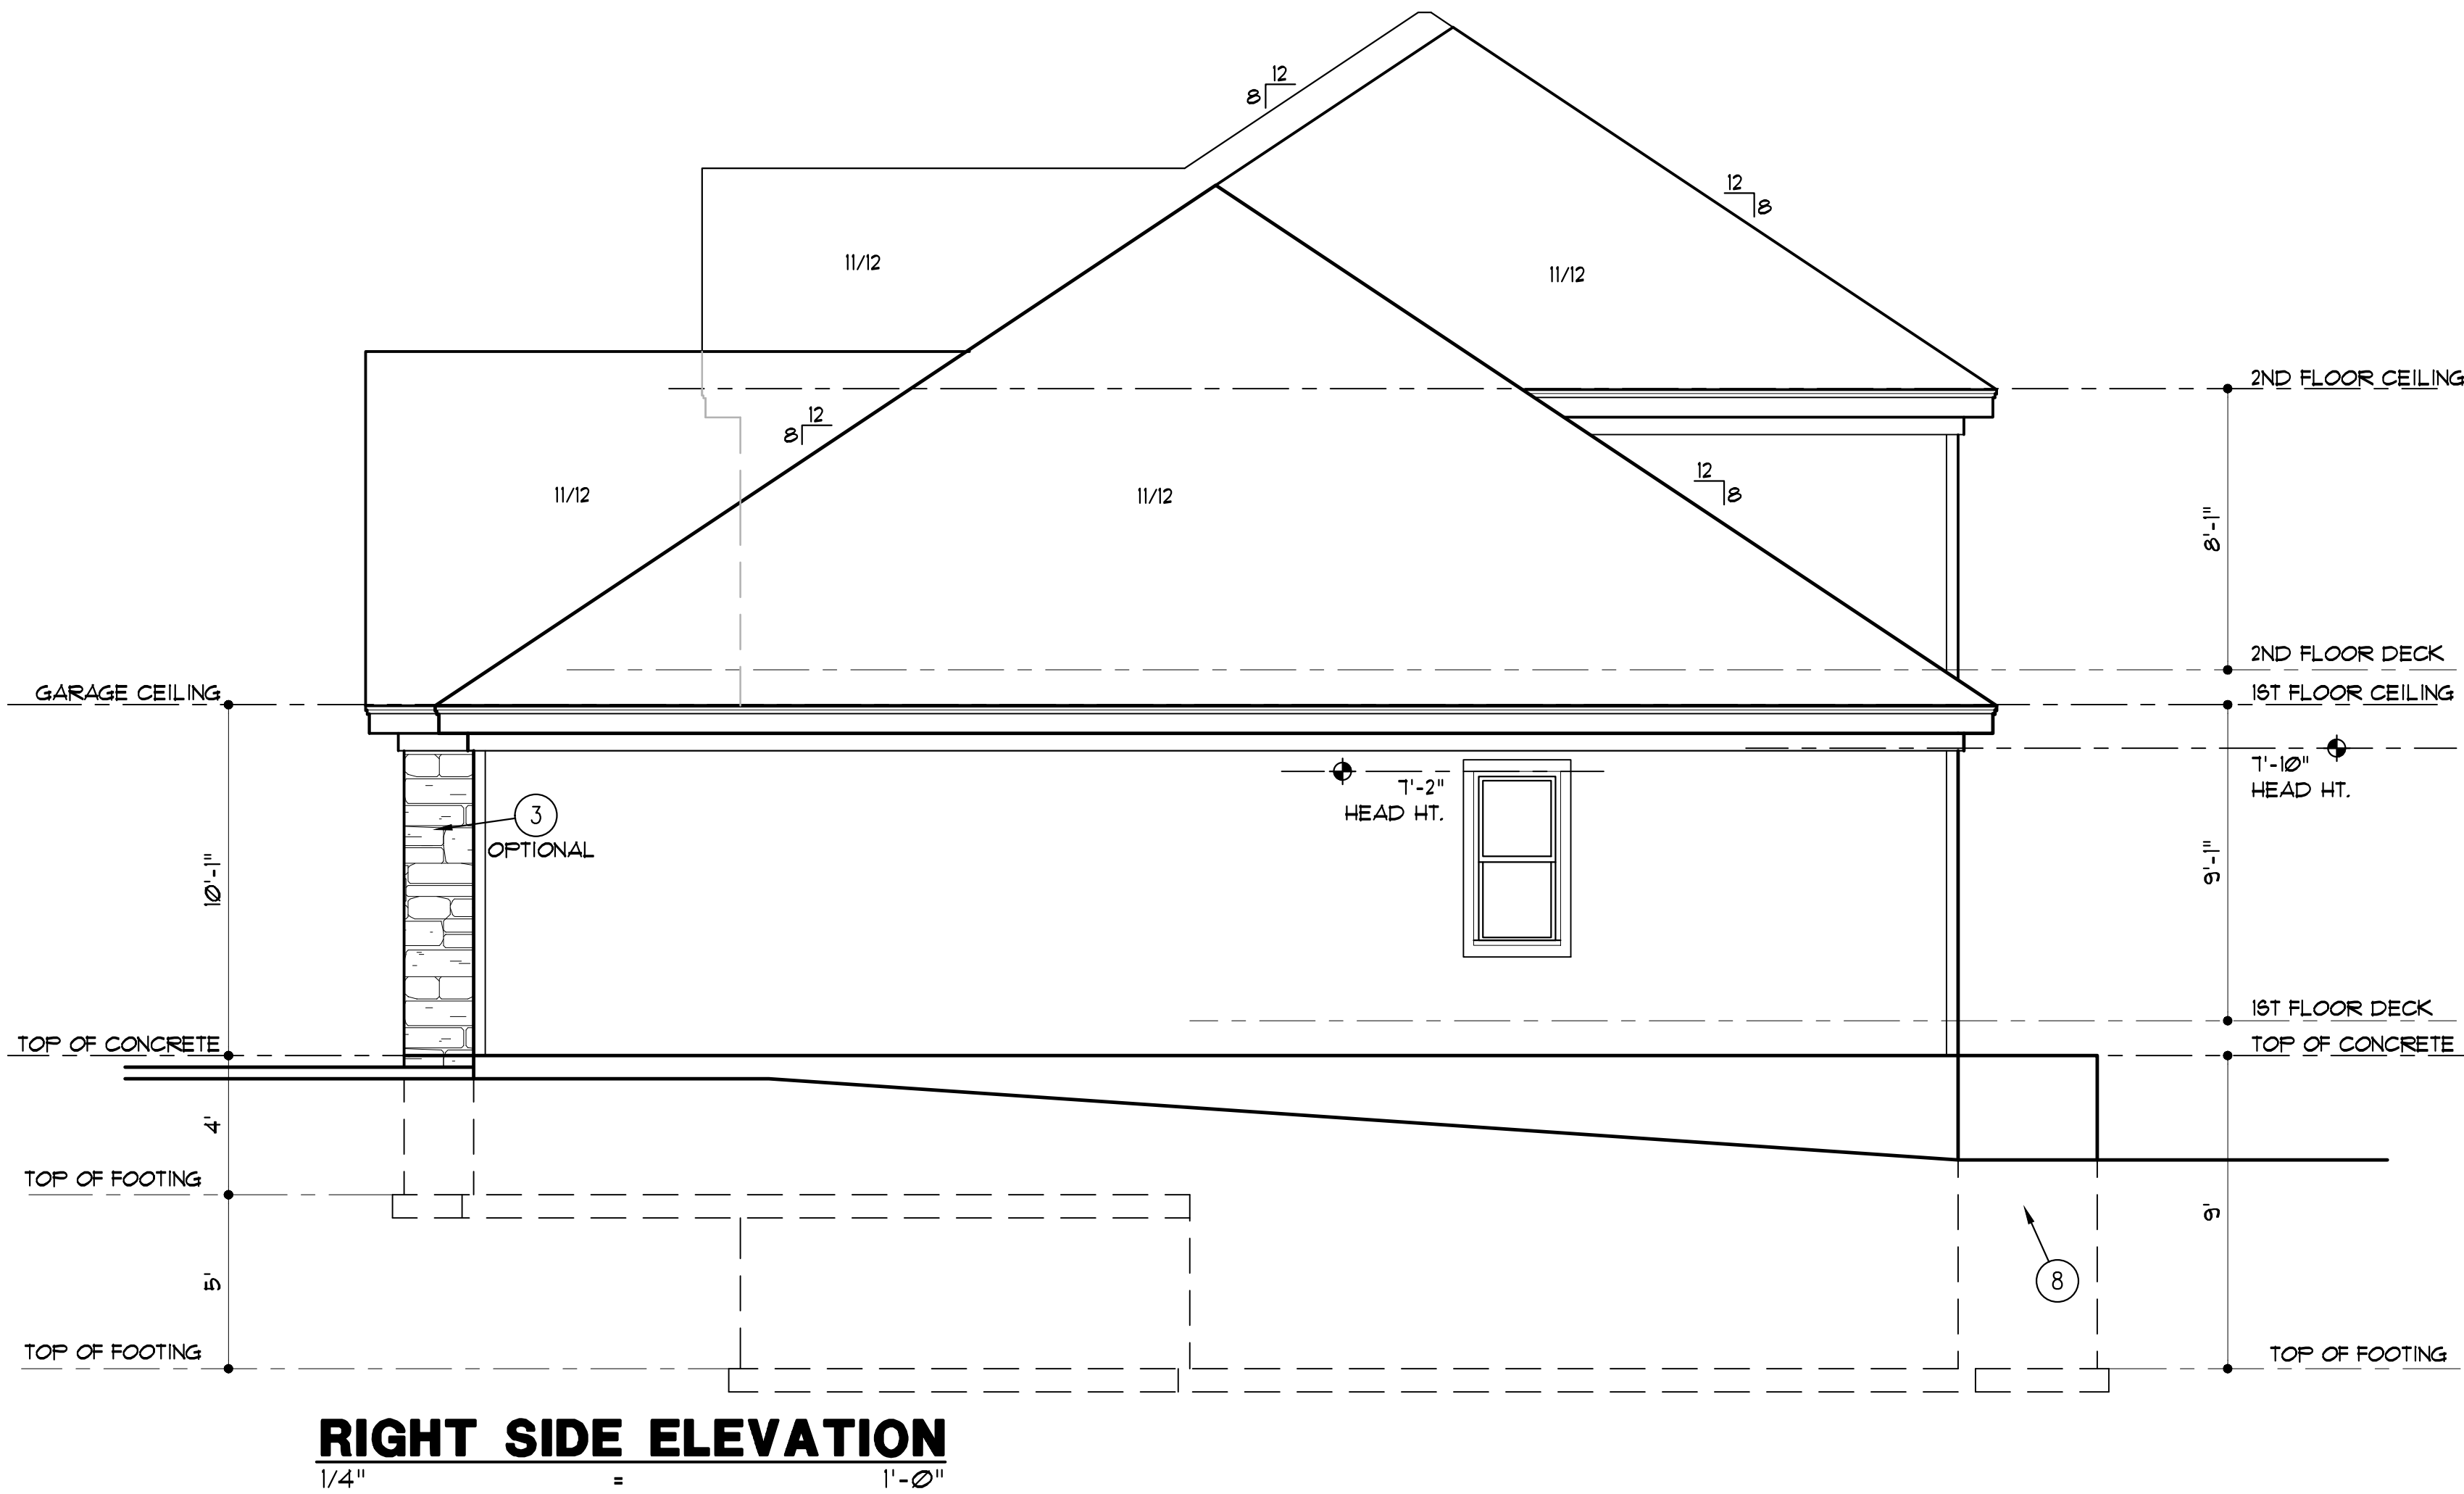 12
8
12
8
11/12
11/12
2ND FLOOR CEILING
12
8
12
8
11/12
11/12
8'-1"
2ND FLOOR DECK
GARAGE CEILING
1ST FLOOR CEILING
7'-10"
HEAD HT.
7'-2"
HEAD HT.
3
OPTIONAL
10'-1"
9'-1"
1ST FLOOR DECK
TOP OF CONCRETE
TOP OF CONCRETE
4'
TOP OF FOOTING
9'
5'
8
TOP OF FOOTING
TOP OF FOOTING
RIGHT SIDE ELEVATION
1/4" = 1'-0"